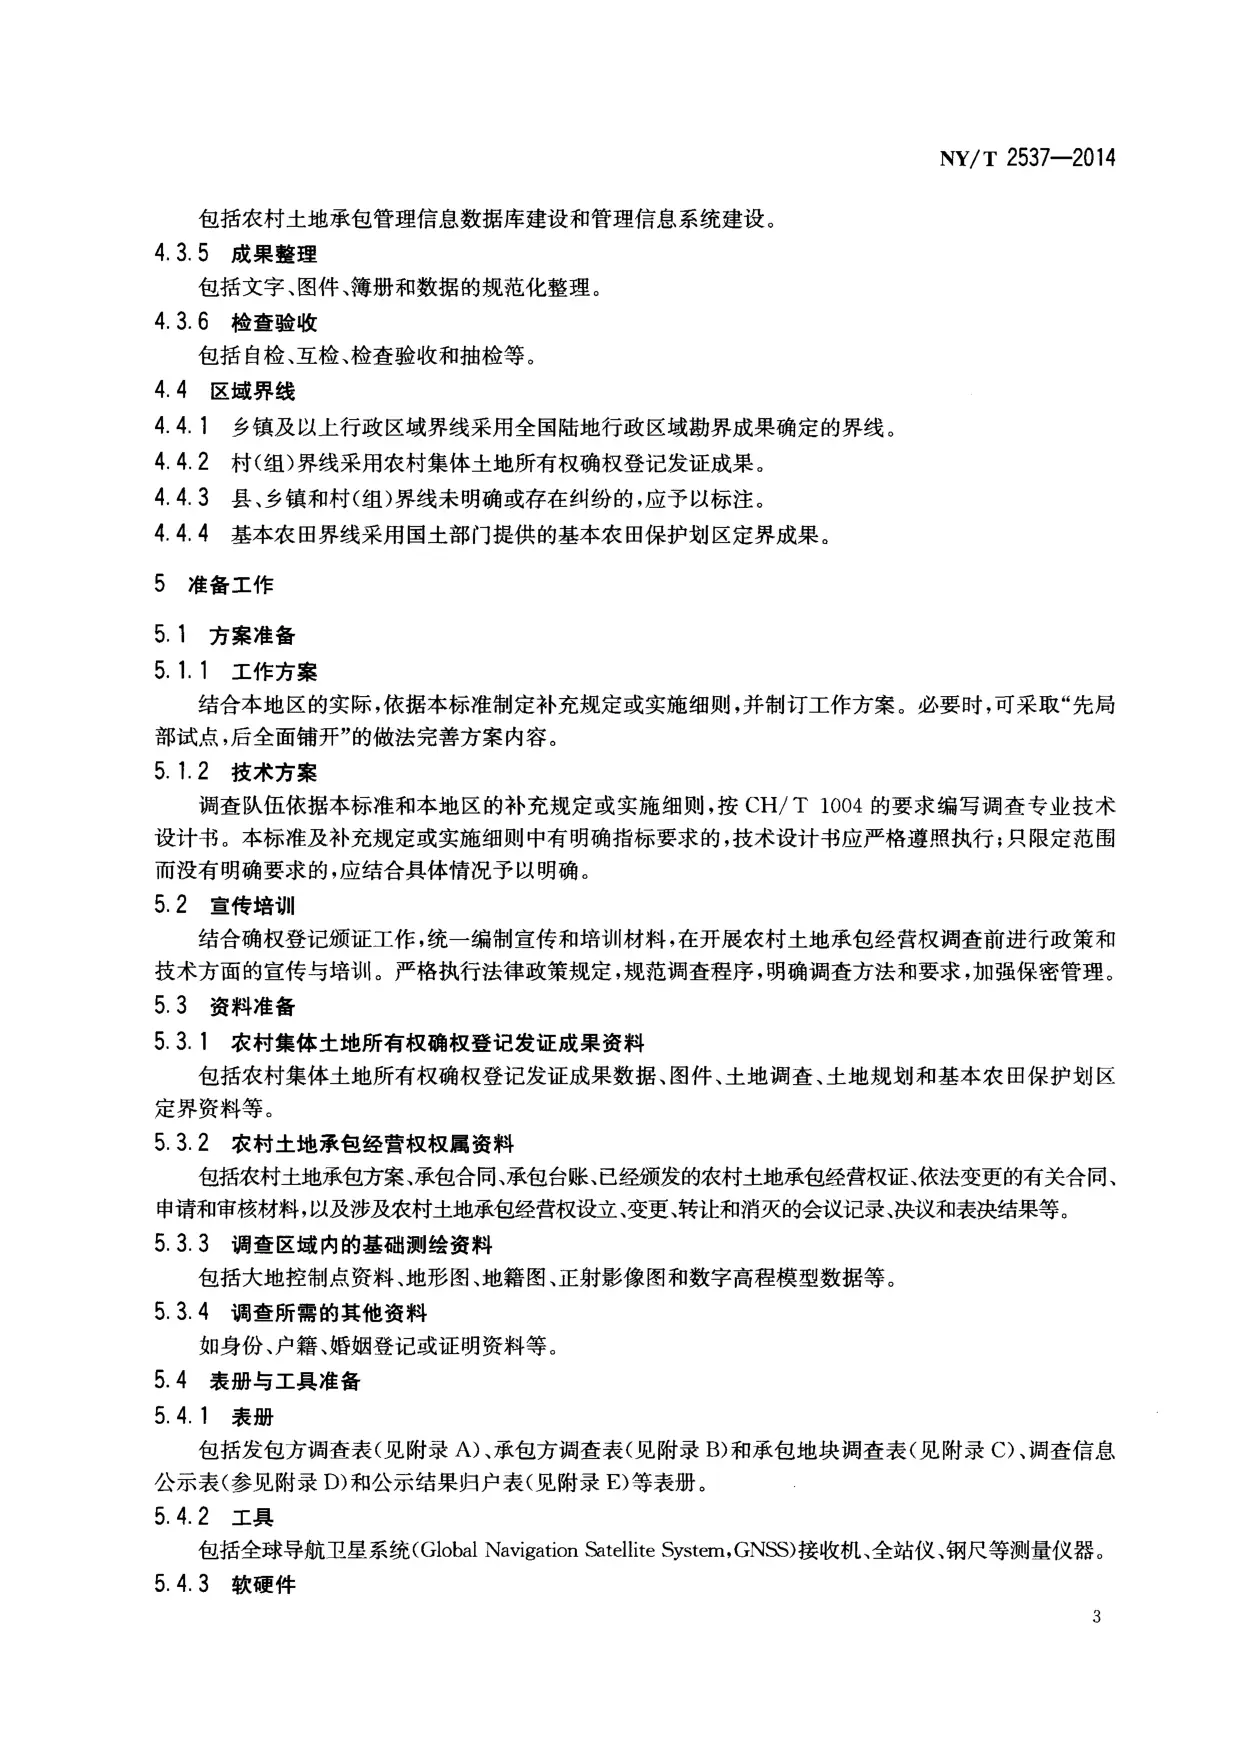 NY/T 2537—2014
包括农村土地承包管理信息数据库建设和管理信息系统建设。
4.3.5 成果整理
包括文字、图件、簿册和数据的规范化整理。
4.3.6 检查验收
包括自检、互检、检查验收和抽检等。
4.4 区域界线
4.4.1 乡镇及以上行政区域界线采用全国陆地行政区域勘界成果确定的界线。
4.4.2 村(组)界线采用农村集体土地所有权确权登记发证成果。
4.4.3 县、乡镇和村(组)界线未明确或存在纠纷的,应予以标注。
4.4.4 基本农田界线采用国土部门提供的基本农田保护划区定界成果。
5 准备工作
5.1 方案准备
5.1.1 工作方案
结合本地区的实际,依据本标准制定补充规定或实施细则,并制订工作方案。必要时,可采取“先局
部试点,后全面铺开”的做法完善方案内容。
5.1.2 技术方案
调查队伍依据本标准和本地区的补充规定或实施细则,按 CH/T 1004 的要求编写调查专业技术
设计书。本标准及补充规定或实施细则中有明确指标要求的,技术设计书应严格遵照执行;只限定范围
而没有明确要求的,应结合具体情况予以明确。
5.2 宣传培训
结合确权登记颁证工作,统一编制宣传和培训材料,在开展农村土地承包经营权调查前进行政策和
技术方面的宣传与培训。严格执行法律政策规定,规范调查程序,明确调查方法和要求,加强保密管理。
5.3 资料准备
5.3.1 农村集体土地所有权确权登记发证成果资料
包括农村集体土地所有权确权登记发证成果数据、图件、土地调查、土地规划和基本农田保护划区
定界资料等。
5.3.2 农村土地承包经营权权属资料
包括农村土地承包方案、承包合同、承包台账、已经颁发的农村土地承包经营权证、依法变更的有关合同、
申请和审核材料,以及涉及农村土地承包经营权设立、变更、转让和消灭的会议记录、决议和表决结果等。
5.3.3 调查区域内的基础测绘资料
包括大地控制点资料、地形图、地籍图、正射影像图和数字高程模型数据等。
5.3.4 调查所需的其他资料
如身份、户籍、婚姻登记或证明资料等。
5.4 表册与工具准备
5.4.1 表册
包括发包方调查表(见附录 A)、承包方调查表(见附录 B)和承包地块调查表(见附录 C)、调查信息
公示表(参见附录 D)和公示结果归户表(见附录 E)等表册。
5.4.2 工具
包括全球导航卫星系统(Global Navigation Satellite System,GNSS)接收机、全站仪、钢尺等测量仪器。
5.4.3 软硬件
3